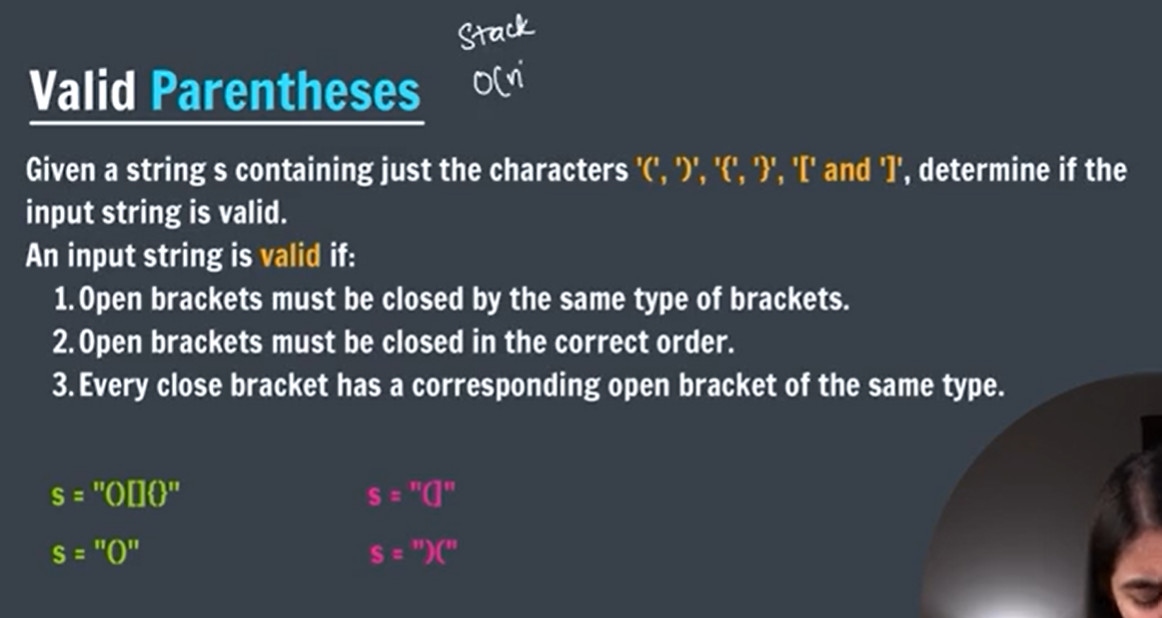 Stack
O(n
Valid Parentheses
Given a string s containing just the characters '(', ')', '{', '}', '[' and ']', determine if the
input string is valid.
An input string is valid if:
1. Open brackets must be closed by the same type of brackets.
2. Open brackets must be closed in the correct order.
3. Every close bracket has a corresponding open bracket of the same type.
s = "()[]{}"
s = "(]"
s = "()"
s = ")("